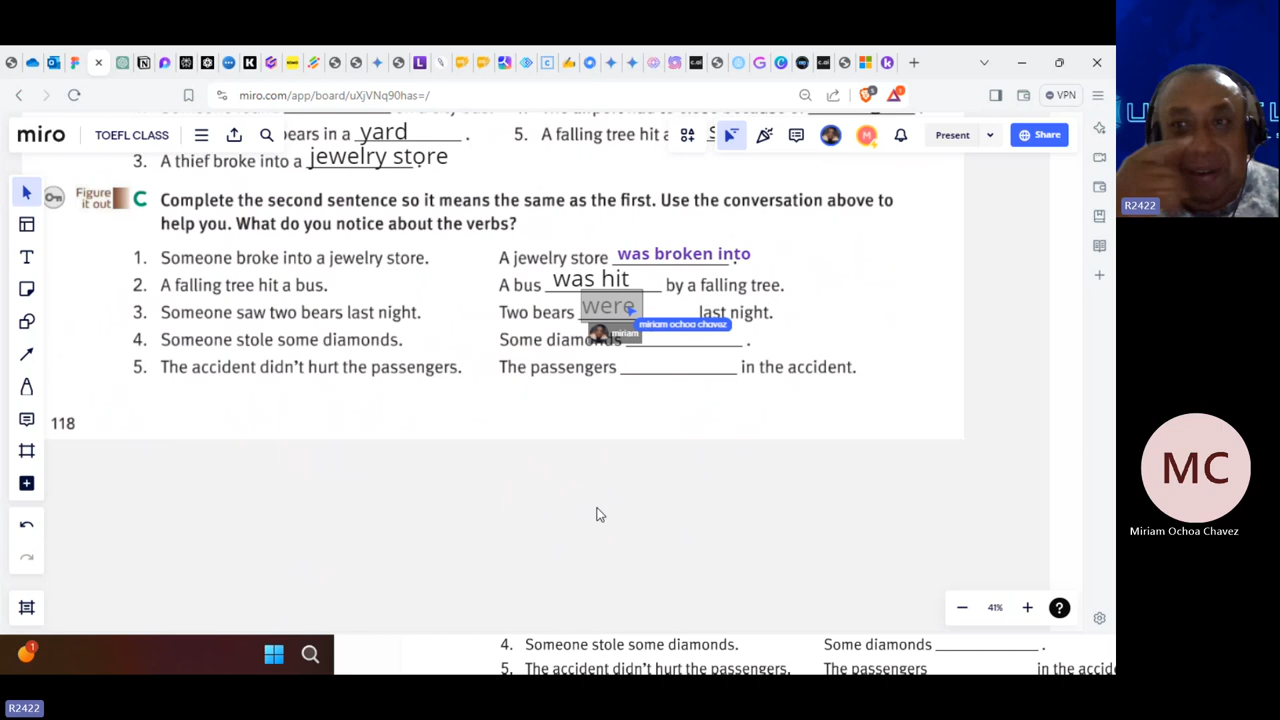 miro.com/app/board/uXjVNq90has=/
VPN
miro
TOEFL CLASS
Present
Share
bears in a yard .
5. A falling tree hit a
3. A thief broke into a jewelry store .
Figure it out
C Complete the second sentence so it means the same as the first. Use the conversation above to
help you. What do you notice about the verbs?
1. Someone broke into a jewelry store. A jewelry store was broken into .
2. A falling tree hit a bus. A bus was hit by a falling tree.
3. Someone saw two bears last night. Two bears were last night.
miriam ochoa chavez
miriam
4. Someone stole some diamonds. Some diamonds .
5. The accident didn't hurt the passengers. The passengers in the accident.
118
41%
4. Someone stole some diamonds. Some diamonds .
5. The accident didn't hurt the passengers. The passengers in the accid
R2422
MC
Miriam Ochoa Chavez
R2422